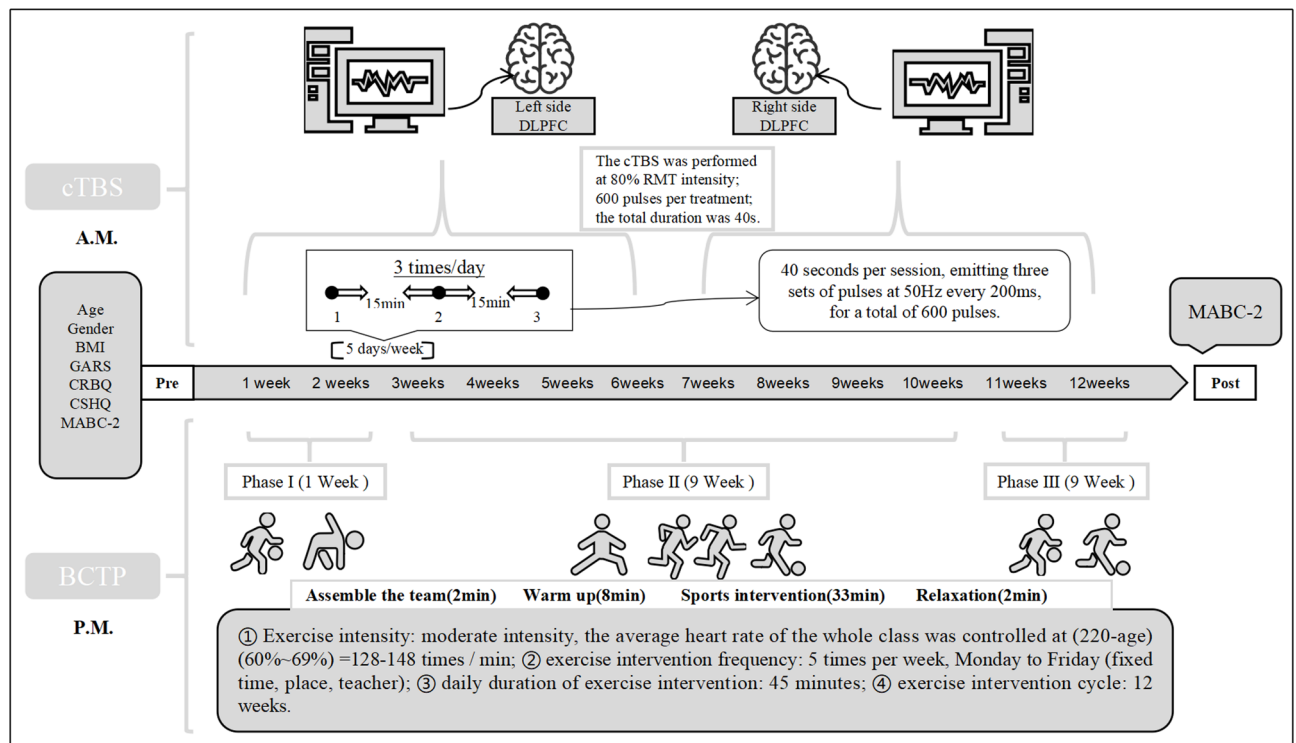 Left side
DLPFC
Right side
DLPFC
cTBS
A.M.
The cTBS was performed
at 80% RMT intensity;
600 pulses per treatment;
the total duration was 40s.
3 times/day
15min
15min
1
2
3
5 days/week
40 seconds per session, emitting three
sets of pulses at 50Hz every 200ms,
for a total of 600 pulses.
MABC-2
Age
Gender
BMI
GARS
CRBQ
CSHQ
MABC-2
Pre
1 week
2 weeks
3weeks
4weeks
5weeks
6weeks
7weeks
8weeks
9weeks
10weeks
11weeks
12weeks
Post
Phase I (1 Week )
Phase II (9 Week )
Phase III (9 Week )
BCTP
P.M.
Assemble the team(2min)
Warm up(8min)
Sports intervention(33min)
Relaxation(2min)
① Exercise intensity: moderate intensity, the average heart rate of the whole class was controlled at (220-age)
(60%~69%) =128-148 times / min; ② exercise intervention frequency: 5 times per week, Monday to Friday (fixed
time, place, teacher); ③ daily duration of exercise intervention: 45 minutes; ④ exercise intervention cycle: 12
weeks.